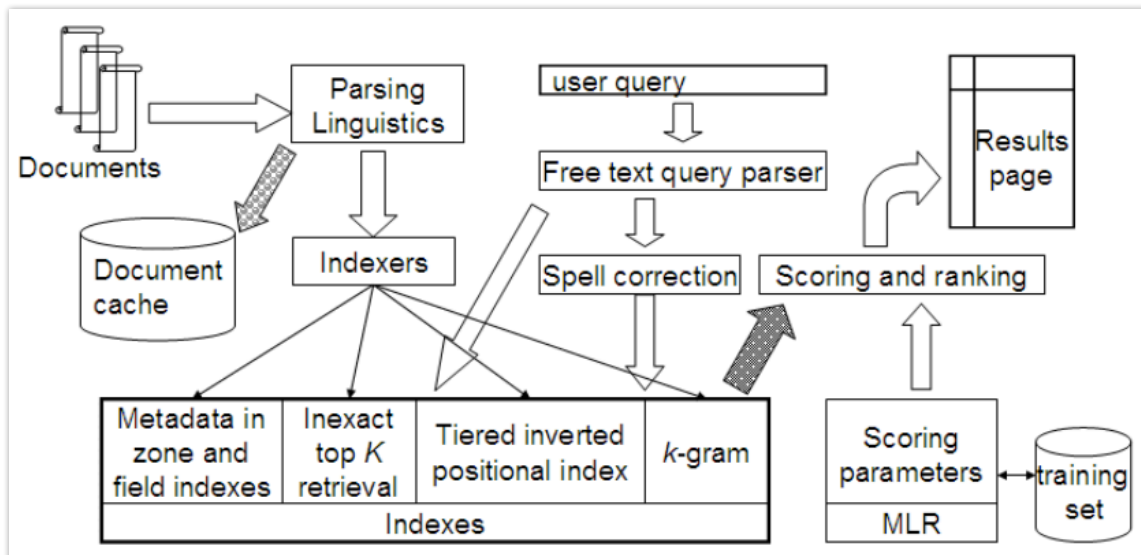 Documents
Parsing
Linguistics
user query
Free text query parser
Results
page
Document
cache
Indexers
Spell correction
Scoring and ranking
Metadata in
zone and
field indexes
Inexact
top K
retrieval
Tiered inverted
positional index
k-gram
Indexes
Scoring
parameters
MLR
training
set